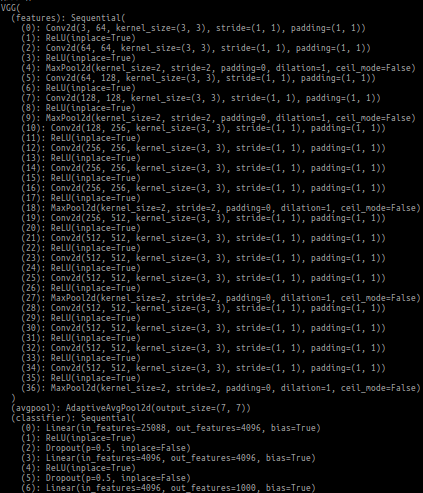 VGG(
  (features): Sequential(
    (0): Conv2d(3, 64, kernel_size=(3, 3), stride=(1, 1), padding=(1, 1))
    (1): ReLU(inplace=True)
    (2): Conv2d(64, 64, kernel_size=(3, 3), stride=(1, 1), padding=(1, 1))
    (3): ReLU(inplace=True)
    (4): MaxPool2d(kernel_size=2, stride=2, padding=0, dilation=1, ceil_mode=False)
    (5): Conv2d(64, 128, kernel_size=(3, 3), stride=(1, 1), padding=(1, 1))
    (6): ReLU(inplace=True)
    (7): Conv2d(128, 128, kernel_size=(3, 3), stride=(1, 1), padding=(1, 1))
    (8): ReLU(inplace=True)
    (9): MaxPool2d(kernel_size=2, stride=2, padding=0, dilation=1, ceil_mode=False)
    (10): Conv2d(128, 256, kernel_size=(3, 3), stride=(1, 1), padding=(1, 1))
    (11): ReLU(inplace=True)
    (12): Conv2d(256, 256, kernel_size=(3, 3), stride=(1, 1), padding=(1, 1))
    (13): ReLU(inplace=True)
    (14): Conv2d(256, 256, kernel_size=(3, 3), stride=(1, 1), padding=(1, 1))
    (15): ReLU(inplace=True)
    (16): Conv2d(256, 256, kernel_size=(3, 3), stride=(1, 1), padding=(1, 1))
    (17): ReLU(inplace=True)
    (18): MaxPool2d(kernel_size=2, stride=2, padding=0, dilation=1, ceil_mode=False)
    (19): Conv2d(256, 512, kernel_size=(3, 3), stride=(1, 1), padding=(1, 1))
    (20): ReLU(inplace=True)
    (21): Conv2d(512, 512, kernel_size=(3, 3), stride=(1, 1), padding=(1, 1))
    (22): ReLU(inplace=True)
    (23): Conv2d(512, 512, kernel_size=(3, 3), stride=(1, 1), padding=(1, 1))
    (24): ReLU(inplace=True)
    (25): Conv2d(512, 512, kernel_size=(3, 3), stride=(1, 1), padding=(1, 1))
    (26): ReLU(inplace=True)
    (27): MaxPool2d(kernel_size=2, stride=2, padding=0, dilation=1, ceil_mode=False)
    (28): Conv2d(512, 512, kernel_size=(3, 3), stride=(1, 1), padding=(1, 1))
    (29): ReLU(inplace=True)
    (30): Conv2d(512, 512, kernel_size=(3, 3), stride=(1, 1), padding=(1, 1))
    (31): ReLU(inplace=True)
    (32): Conv2d(512, 512, kernel_size=(3, 3), stride=(1, 1), padding=(1, 1))
    (33): ReLU(inplace=True)
    (34): Conv2d(512, 512, kernel_size=(3, 3), stride=(1, 1), padding=(1, 1))
    (35): ReLU(inplace=True)
    (36): MaxPool2d(kernel_size=2, stride=2, padding=0, dilation=1, ceil_mode=False)
  )
  (avgpool): AdaptiveAvgPool2d(output_size=(7, 7))
  (classifier): Sequential(
    (0): Linear(in_features=25088, out_features=4096, bias=True)
    (1): ReLU(inplace=True)
    (2): Dropout(p=0.5, inplace=False)
    (3): Linear(in_features=4096, out_features=4096, bias=True)
    (4): ReLU(inplace=True)
    (5): Dropout(p=0.5, inplace=False)
    (6): Linear(in_features=4096, out_features=1000, bias=True)